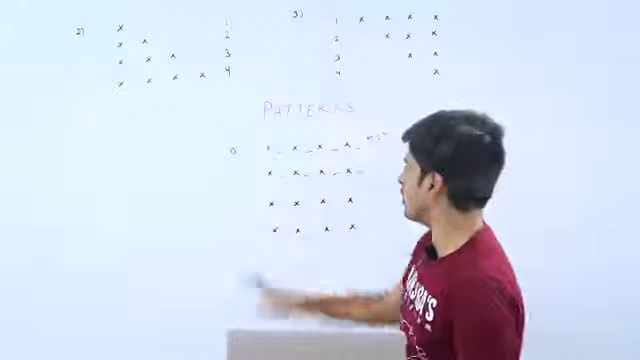 2)
x 1
x x 2
x x x 3
x x x x 4
3)
1 x x x x
2 x x x
3 x x
4 x
PATTERNS
1)
x _ x _ x _ x _
x _ x _ x _ x _
x x x x
x x x x